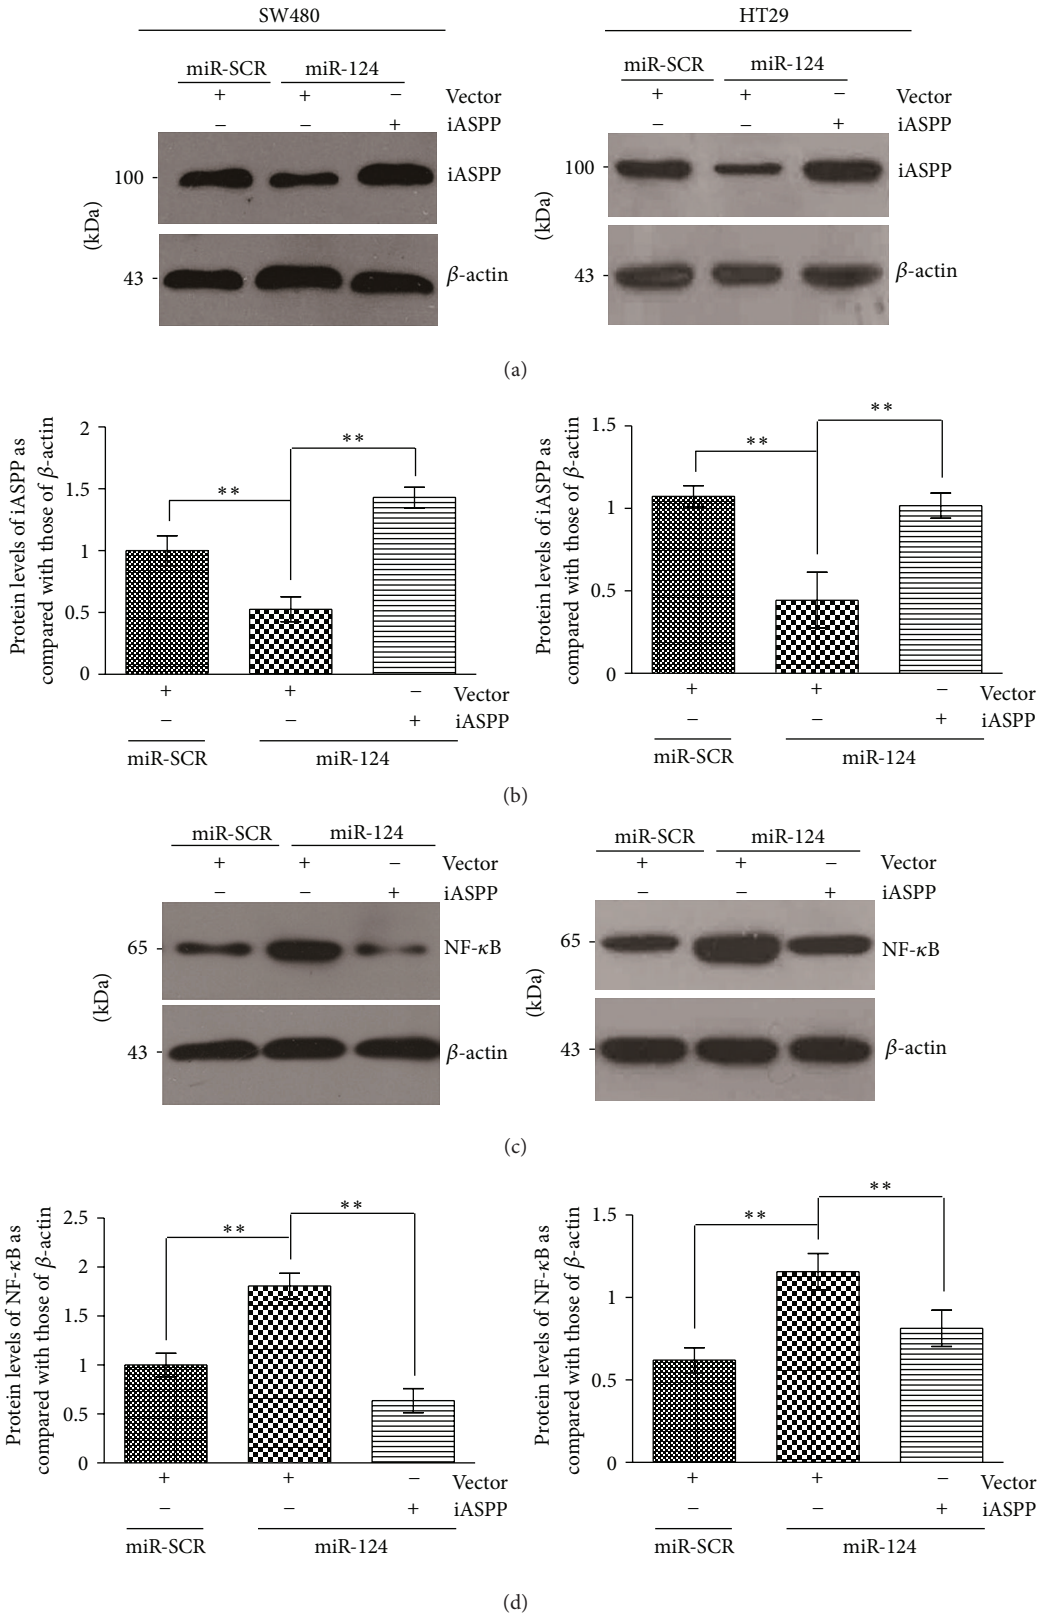 SW480
HT29
miR-SCR miR-124
+ + − Vector
− − + iASPP
100
iASPP
(kDa)
43
β-actin
miR-SCR miR-124
+ + − Vector
− − + iASPP
100
iASPP
(kDa)
43
β-actin
(a)
Protein levels of iASPP as
compared with those of β-actin
2
1.5
1
0.5
0
**
**
+ + − Vector
− − + iASPP
miR-SCR miR-124
Protein levels of iASPP as
compared with those of β-actin
1.5
1
0.5
0
**
**
+ + − Vector
− − + iASPP
miR-SCR miR-124
(b)
miR-SCR miR-124
+ + − Vector
− − + iASPP
65
NF-κB
(kDa)
43
β-actin
miR-SCR miR-124
+ + − Vector
− − + iASPP
65
NF-κB
(kDa)
43
β-actin
(c)
Protein levels of NF-κB as
compared with those of β-actin
2.5
2
1.5
1
0.5
0
**
**
+ + − Vector
− − + iASPP
miR-SCR miR-124
Protein levels of NF-κB as
compared with those of β-actin
1.5
1
0.5
0
**
**
+ + − Vector
− − + iASPP
miR-SCR miR-124
(d)